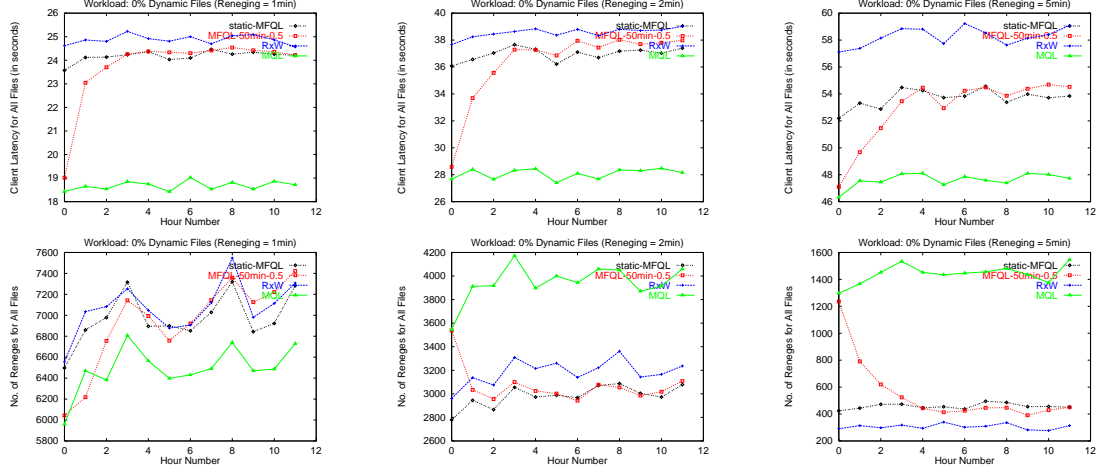 Workload: 0% Dynamic Files (Reneging = 1min)
Client Latency for All Files (in seconds)
26
25
24
23
22
21
20
19
18
0 2 4 6 8 10 12
Hour Number
static-MFQL
MFQL-50min-0.5
RxW
MQL
Workload: 0% Dynamic Files (Reneging = 2min)
Client Latency for All Files (in seconds)
40
38
36
34
32
30
28
26
0 2 4 6 8 10 12
Hour Number
static-MFQL
MFQL-50min-0.5
RxW
MQL
Workload: 0% Dynamic Files (Reneging = 5min)
Client Latency for All Files (in seconds)
60
58
56
54
52
50
48
46
0 2 4 6 8 10 12
Hour Number
static-MFQL
MFQL-50min-0.5
RxW
MQL
Workload: 0% Dynamic Files (Reneging = 1min)
No. of Reneges for All Files
7600
7400
7200
7000
6800
6600
6400
6200
6000
5800
0 2 4 6 8 10 12
Hour Number
static-MFQL
MFQL-50min-0.5
RxW
MQL
Workload: 0% Dynamic Files (Reneging = 2min)
No. of Reneges for All Files
4200
4000
3800
3600
3400
3200
3000
2800
2600
0 2 4 6 8 10 12
Hour Number
static-MFQL
MFQL-50min-0.5
RxW
MQL
Workload: 0% Dynamic Files (Reneging = 5min)
No. of Reneges for All Files
1600
1400
1200
1000
800
600
400
200
0 2 4 6 8 10 12
Hour Number
static-MFQL
MFQL-50min-0.5
RxW
MQL